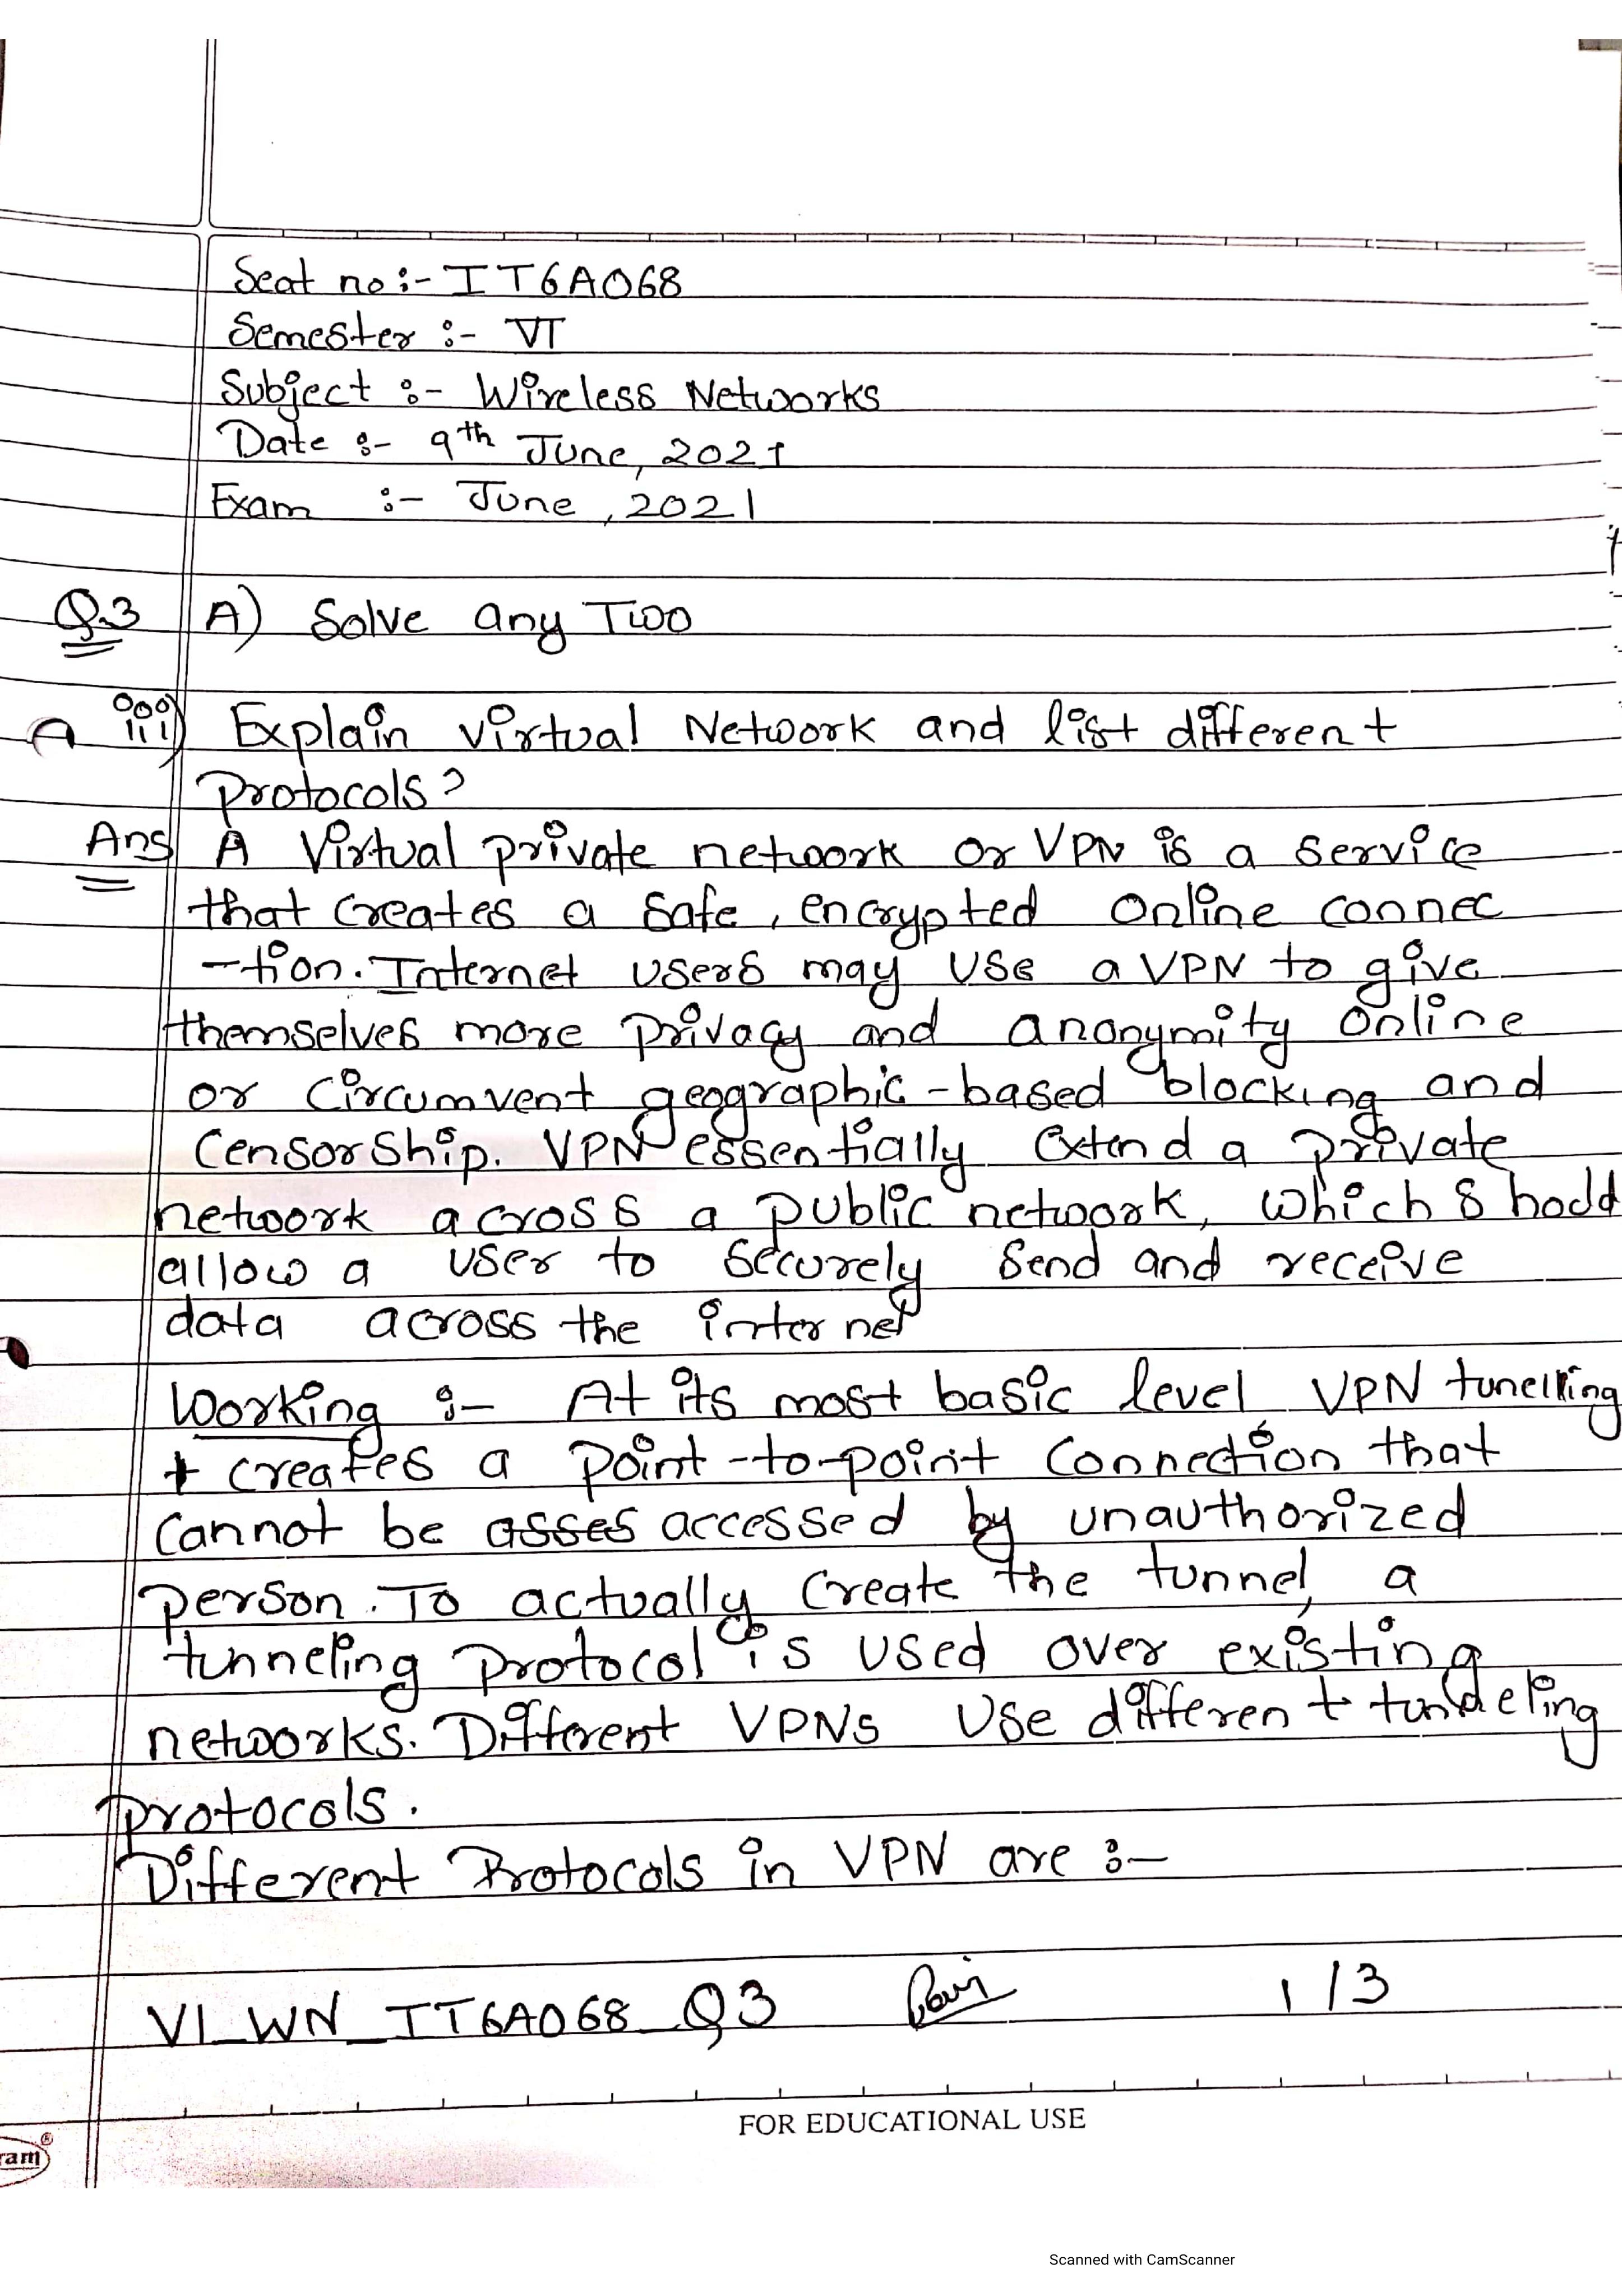 Seat no :- IT6A068
Semester :- VI
Subject :- Wireless Networks
Date :- 9th June, 2021
Exam :- June, 2021
Q.3 A) Solve any Two
A iii) Explain virtual Network and list different
Protocols?
Ans A Virtual private network or VPN is a service
that creates a safe, encrypted online connec
-tion. Internet users may use a VPN to give
themselves more privacy and anonymity online
or circumvent geographic-based blocking and
Censorship. VPN essentially extend a private
network across a public network, which
allow a user to securely send and receive
data across the internet
Working :- At its most basic level VPN tunelling
creates a point-to-point connection that
cannot be asses accessed by unauthorized
person. To actually create the tunnel, a
tunneling protocol is used over existing
networks. Different VPNs use different
protocols.
Different Protocols in VPN are :-
VI_WN_IT6A068_Q3 1/3
FOR EDUCATIONAL USE
ram
Scanned with CamScanner